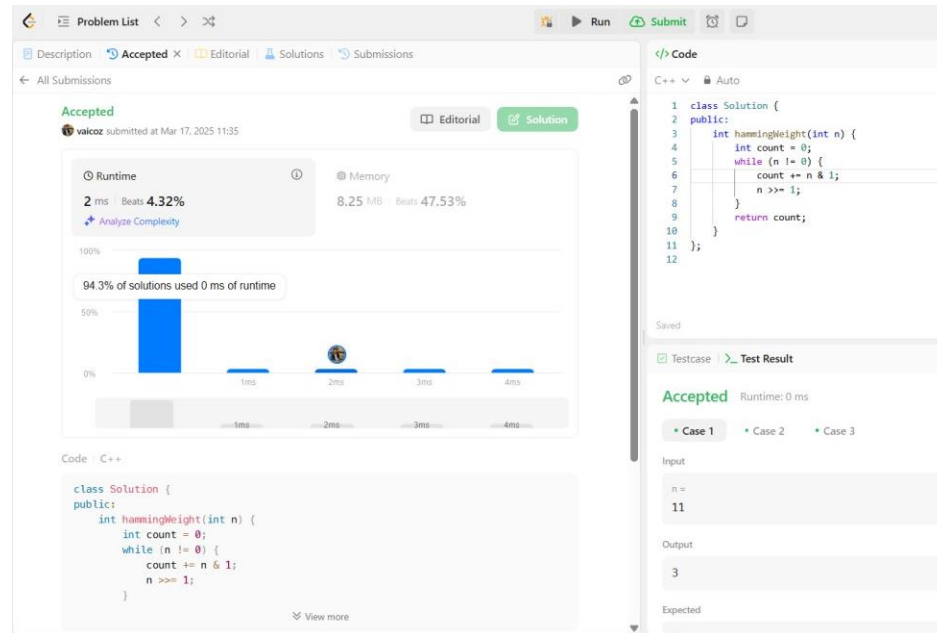 Problem List
Run
Submit
Description
Accepted
Editorial
Solutions
Submissions
All Submissions
Accepted
vaicoz submitted at Mar 17, 2025 11:35
Editorial
Solution
Runtime
2 ms Beats 4.32%
Analyze Complexity
Memory
8.25 MB Beats 47.53%
100%
94.3% of solutions used 0 ms of runtime
50%
0%
1ms 2ms 3ms 4ms
1ms 2ms 3ms 4ms
Code C++
class Solution {
public:
int hammingWeight(int n) {
int count = 0;
while (n != 0) {
count += n & 1;
n >>= 1;
}
View more
</> Code
C++ Auto
1 class Solution {
2 public:
3 int hammingWeight(int n) {
4 int count = 0;
5 while (n != 0) {
6 count += n & 1;
7 n >>= 1;
8 }
9 return count;
10 }
11 };
12
Saved
Testcase >_ Test Result
Accepted Runtime: 0 ms
• Case 1 • Case 2 • Case 3
Input
n =
11
Output
3
Expected